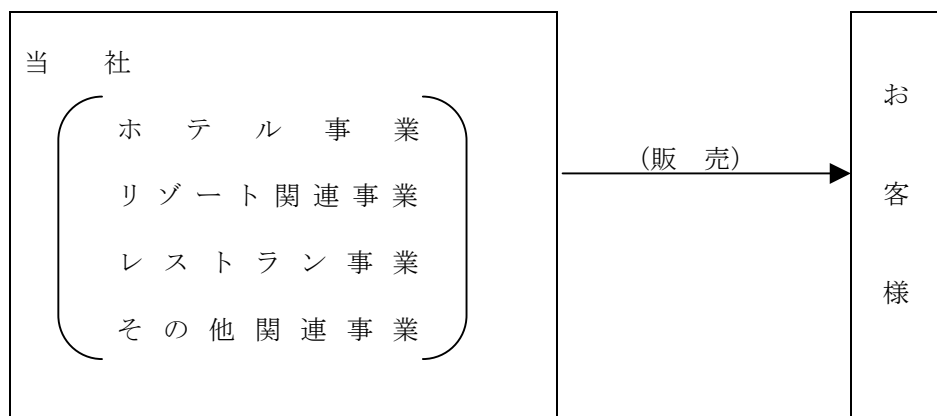 当社
ホテル事業
リゾート関連事業
レストラン事業
その他関連事業
(販売)
お客様